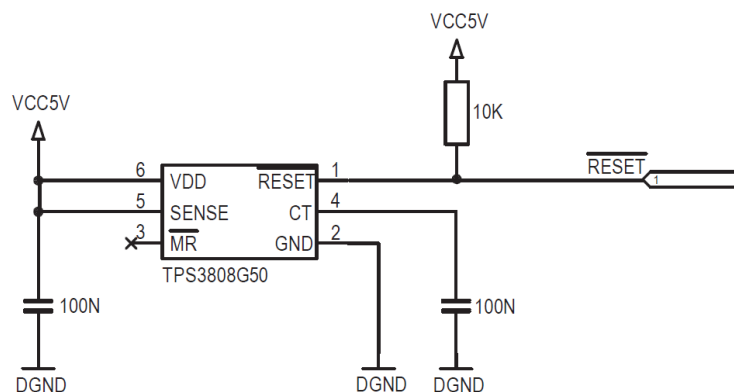 VCC5V
VCC5V
10K
6 VDD RESET 1
RESET
1
5 SENSE CT 4
3 MR GND 2
TPS3808G50
100N
100N
DGND
DGND
DGND